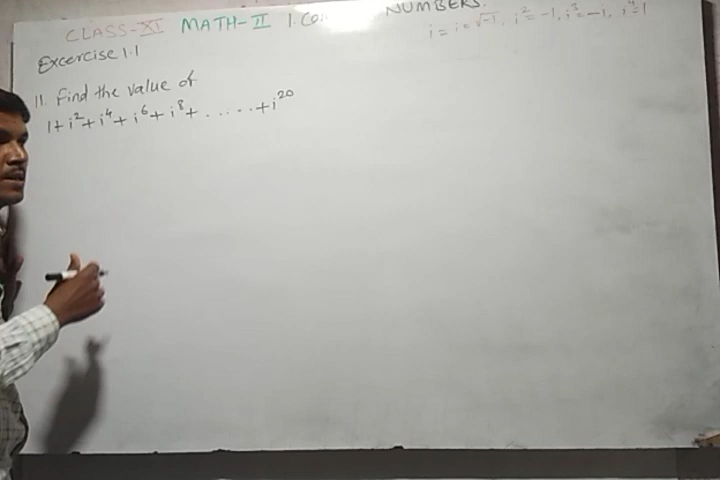 CLASS-XI MATH-II 1. Co NUMBERS.
i = i = √-1, i² = -1, i³ = -1, i⁴ = 1
Excercise 1.1
11. Find the value of
1+i²+i⁴+i⁶+i⁸+.....+i²⁰